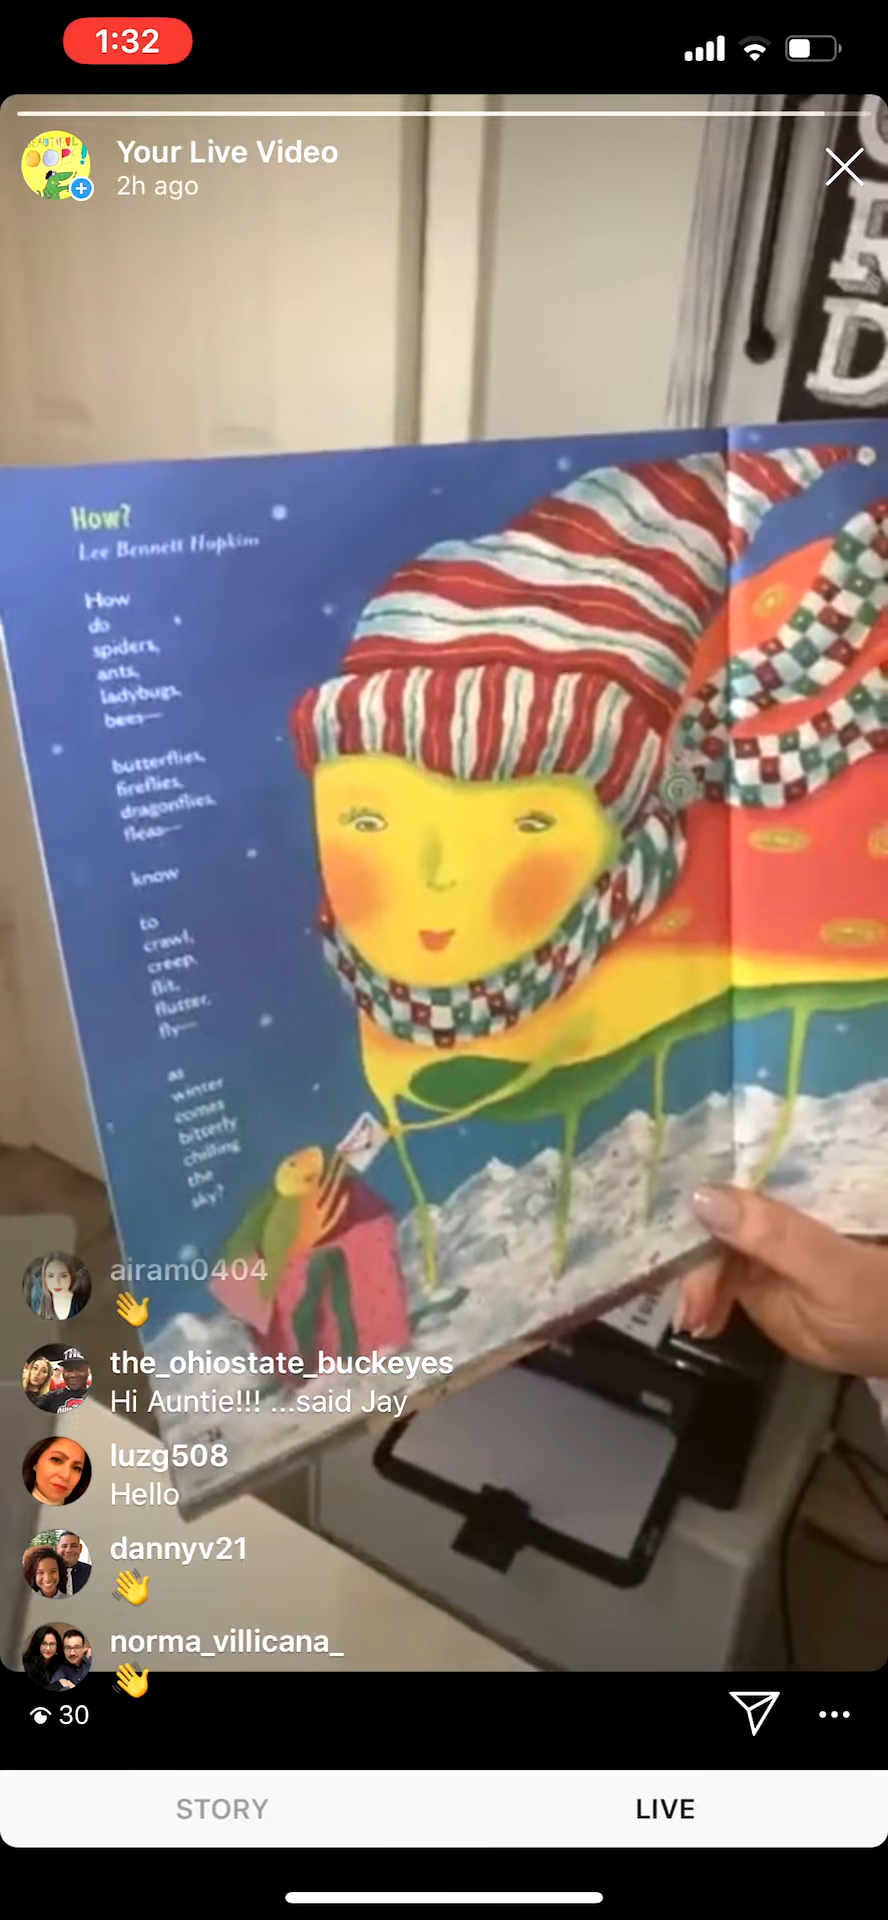 1:32
Your Live Video
2h ago
BEAUTIFUL
OOPS!
O
R
D
How?
Lee Bennett Hopkins
How
do
spiders,
ants,
ladybugs,
bees—
butterflies,
fireflies,
dragonflies,
fleas—
know
to
crawl,
creep,
flit,
flutter,
fly—
as
winter
comes
bitterly
chilling
the
sky?
airam0404
👋
the_ohiostate_buckeyes
Hi Auntie!!! ...said Jay
luzg508
Hello
dannyv21
👋
norma_villicana_
👋
30
STORY
LIVE